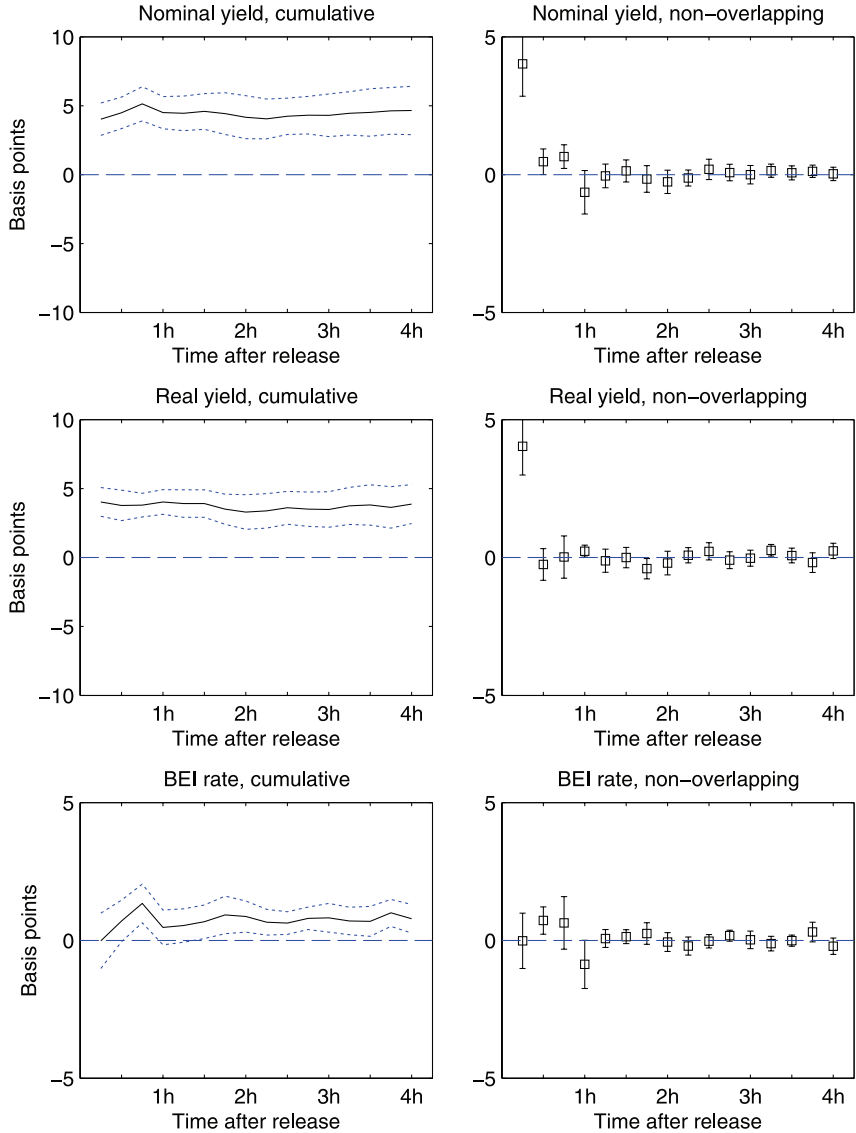 Nominal yield, cumulative
10
5
0
−5
−10
Basis points
1h 2h 3h 4h
Time after release
Nominal yield, non−overlapping
5
0
−5
1h 2h 3h 4h
Time after release
Real yield, cumulative
10
5
0
−5
−10
Basis points
1h 2h 3h 4h
Time after release
Real yield, non−overlapping
5
0
−5
1h 2h 3h 4h
Time after release
BEI rate, cumulative
5
0
−5
Basis points
1h 2h 3h 4h
Time after release
BEI rate, non−overlapping
5
0
−5
1h 2h 3h 4h
Time after release